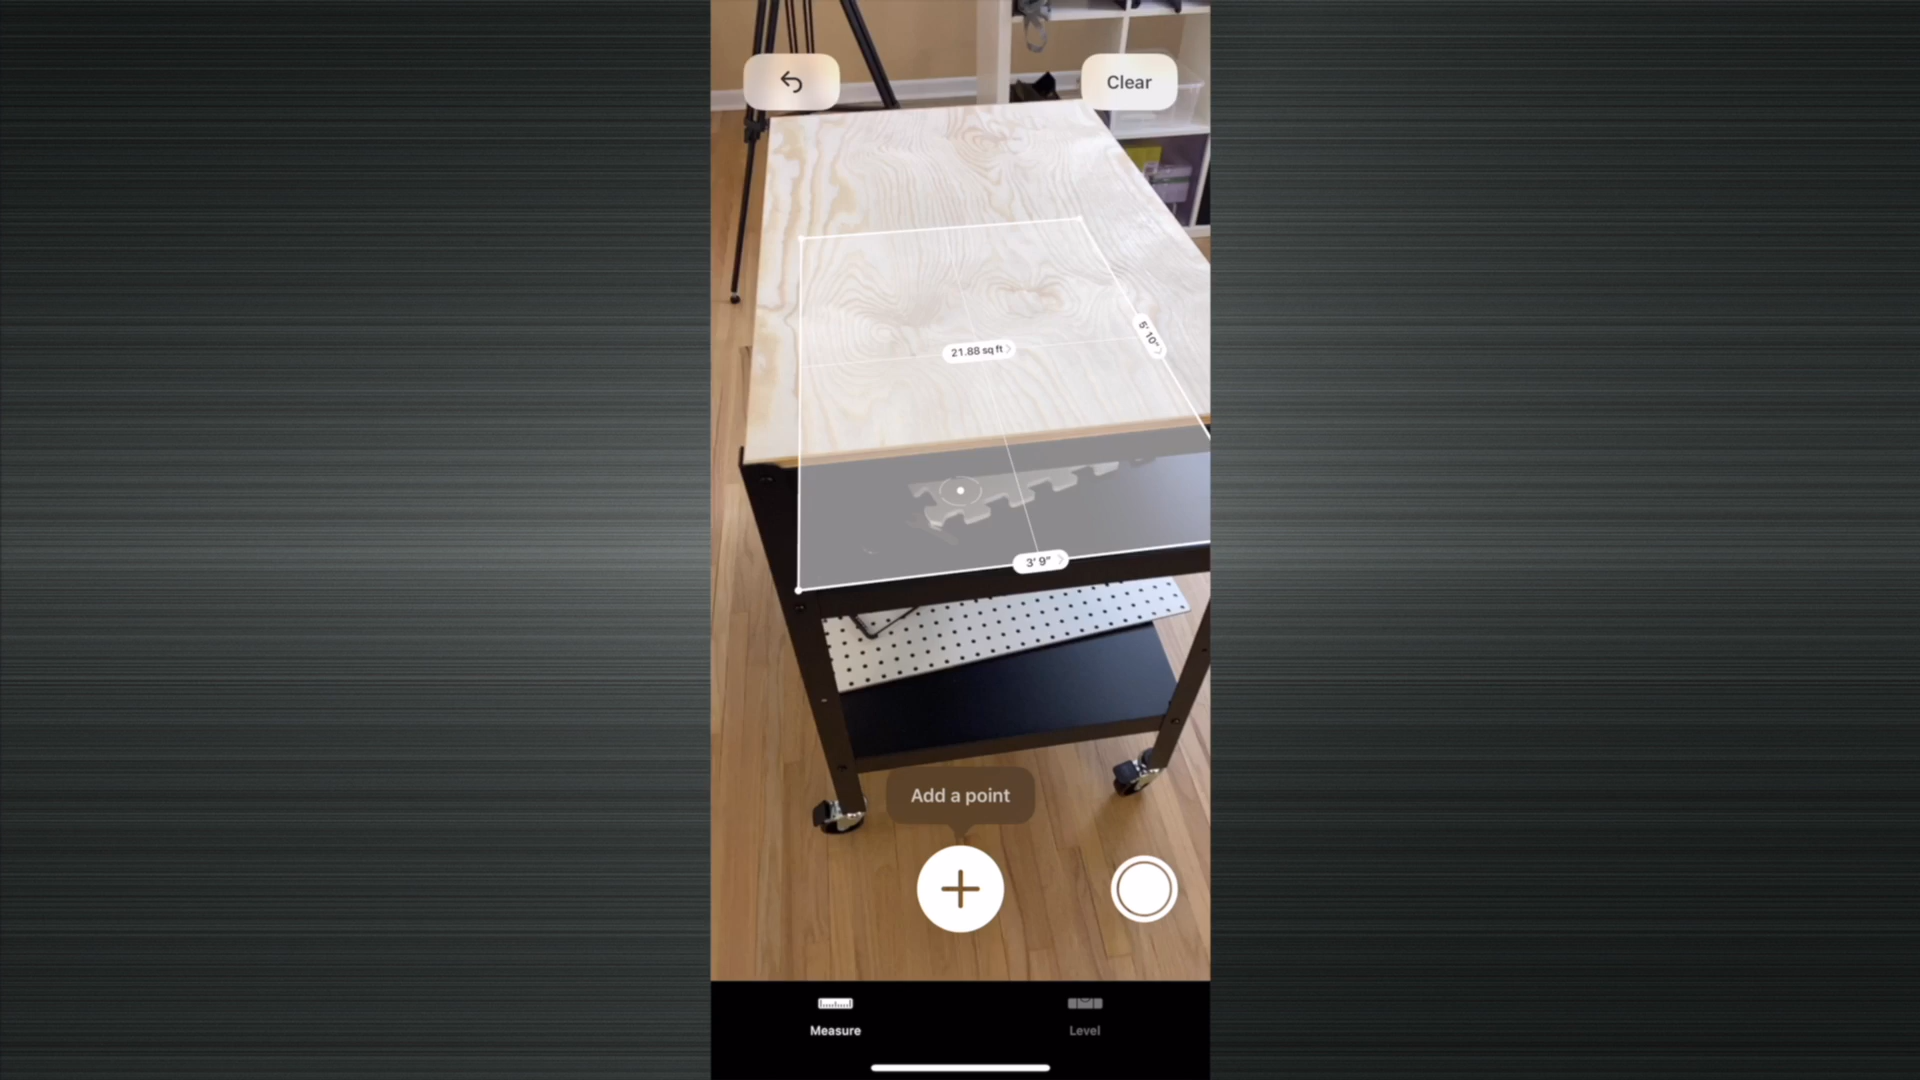 Clear
21.88 sq ft
5' 10"
3' 9"
Add a point
Measure
Level